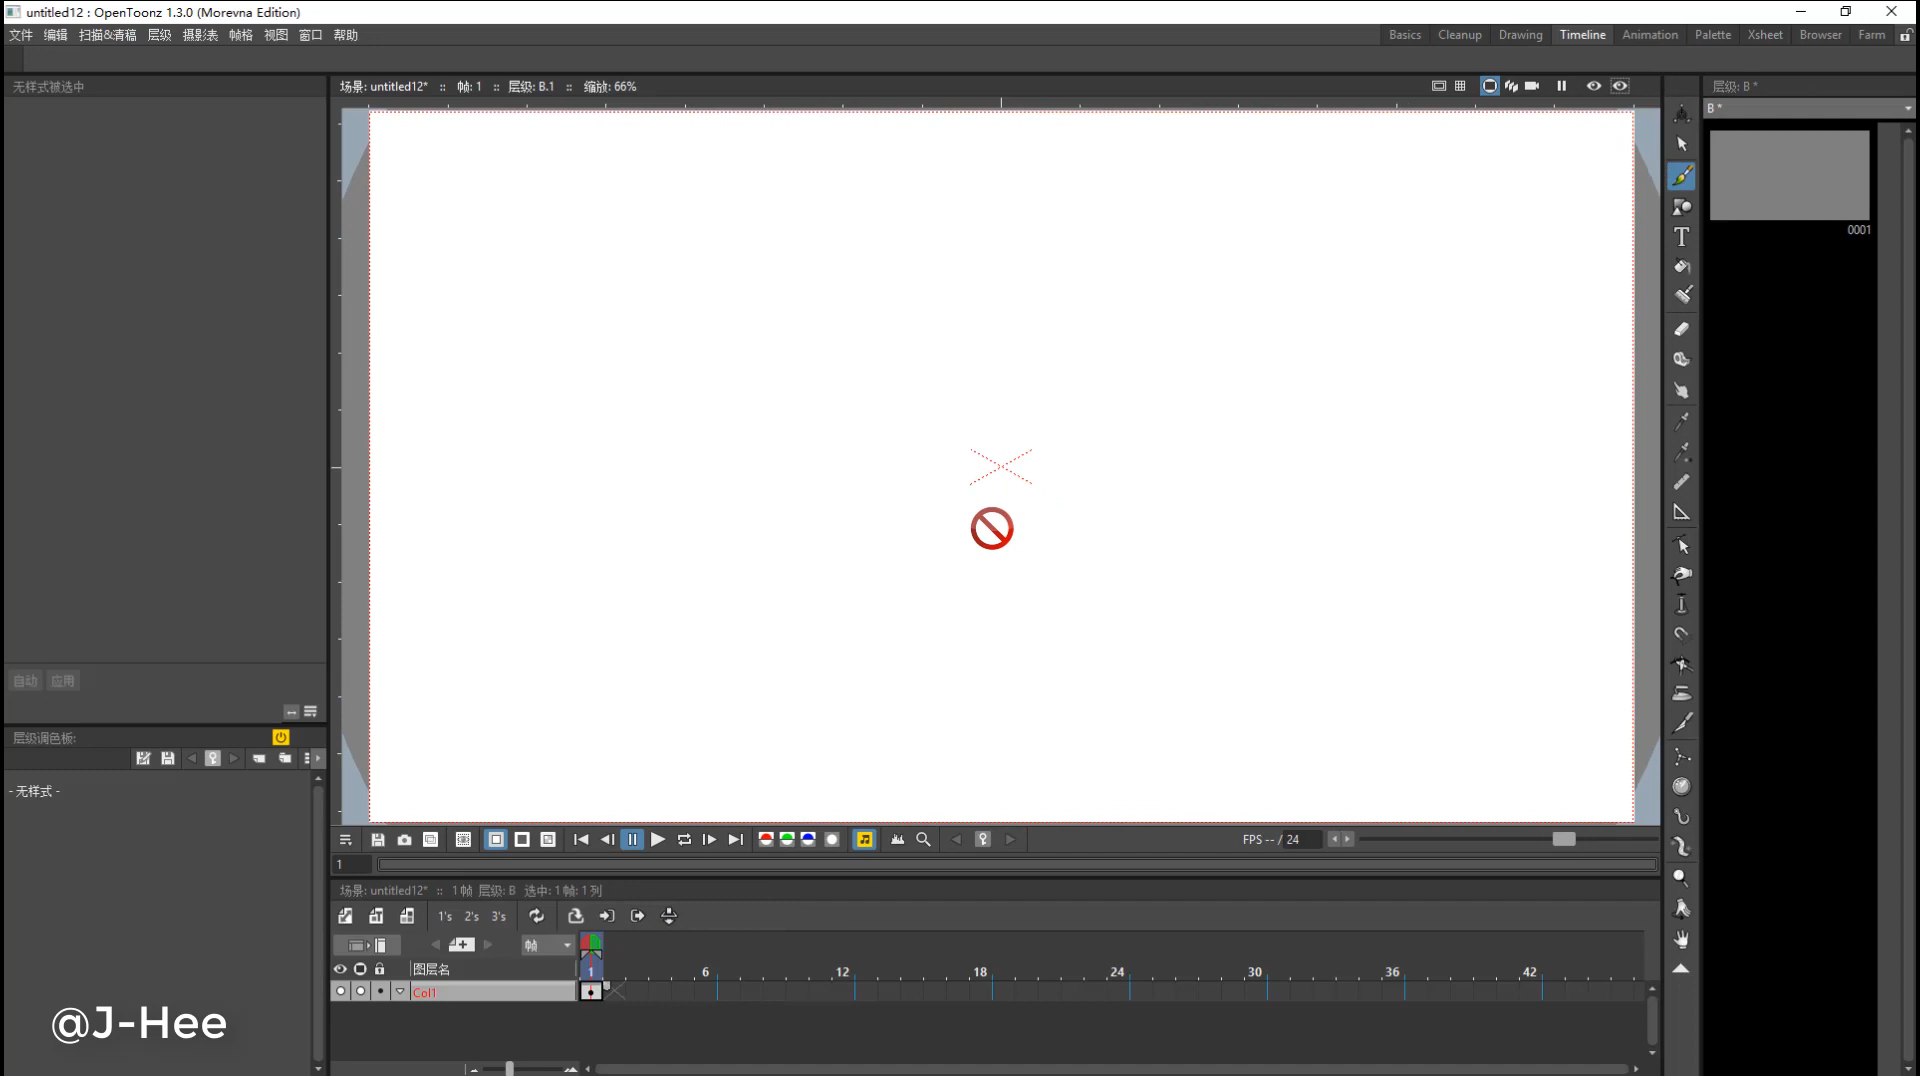 untitled12 : OpenToonz 1.3.0 (Morevna Edition)
文件 编辑 扫描&清稿 层级 摄影表 帧格 视图 窗口 帮助
Basics Cleanup Drawing Timeline Animation Palette Xsheet Browser Farm
无样式被选中
场景: untitled12* :: 帧: 1 :: 层级: B.1 :: 缩放: 66%
层级: B *
B *
0001
自动 应用
层级调色板:
- 无样式 -
FPS -- / 24
1
场景: untitled12* :: 1 帧 层级: B 选中: 1 帧: 1 列
1's 2's 3's
帧
图层名
1 6 12 18 24 30 36 42
Col1
@J-Hee